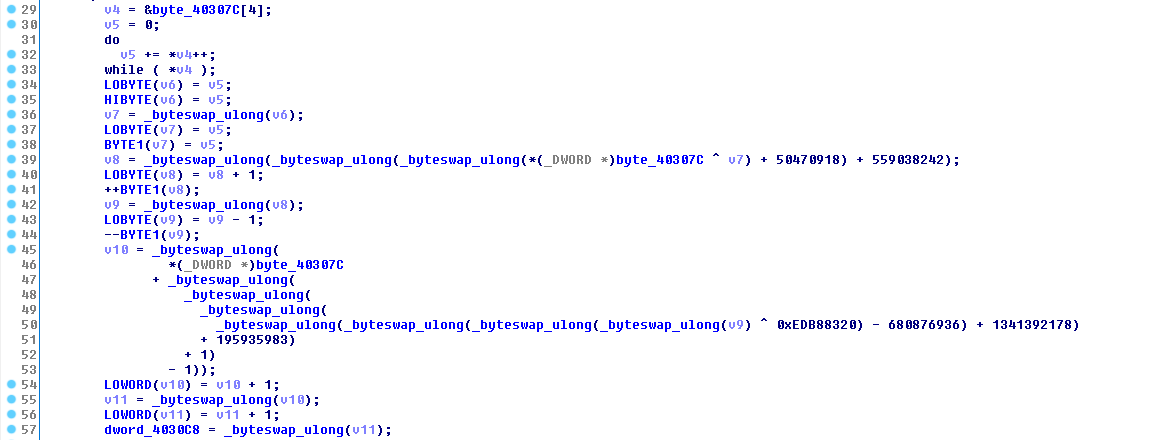 29 v4 = &byte_40307C[4];
30 v5 = 0;
31 do
32 v5 += *v4++;
33 while ( *v4 );
34 LOBYTE(v6) = v5;
35 HIBYTE(v6) = v5;
36 v7 = _byteswap_ulong(v6);
37 LOBYTE(v7) = v5;
38 BYTE1(v7) = v5;
39 v8 = _byteswap_ulong(_byteswap_ulong(_byteswap_ulong(*(_DWORD *)byte_40307C ^ v7) + 50470918) + 559038242);
40 LOBYTE(v8) = v8 + 1;
41 ++BYTE1(v8);
42 v9 = _byteswap_ulong(v8);
43 LOBYTE(v9) = v9 - 1;
44 --BYTE1(v9);
45 v10 = _byteswap_ulong(
46 *(_DWORD *)byte_40307C
47 + _byteswap_ulong(
48 _byteswap_ulong(
49 _byteswap_ulong(
50 _byteswap_ulong(_byteswap_ulong(_byteswap_ulong(_byteswap_ulong(v9) ^ 0xEDB88320) - 680876936) + 1341392178)
51 + 195935983)
52 + 1)
53 - 1));
54 LOWORD(v10) = v10 + 1;
55 v11 = _byteswap_ulong(v10);
56 LOWORD(v11) = v11 + 1;
57 dword_4030C8 = _byteswap_ulong(v11);